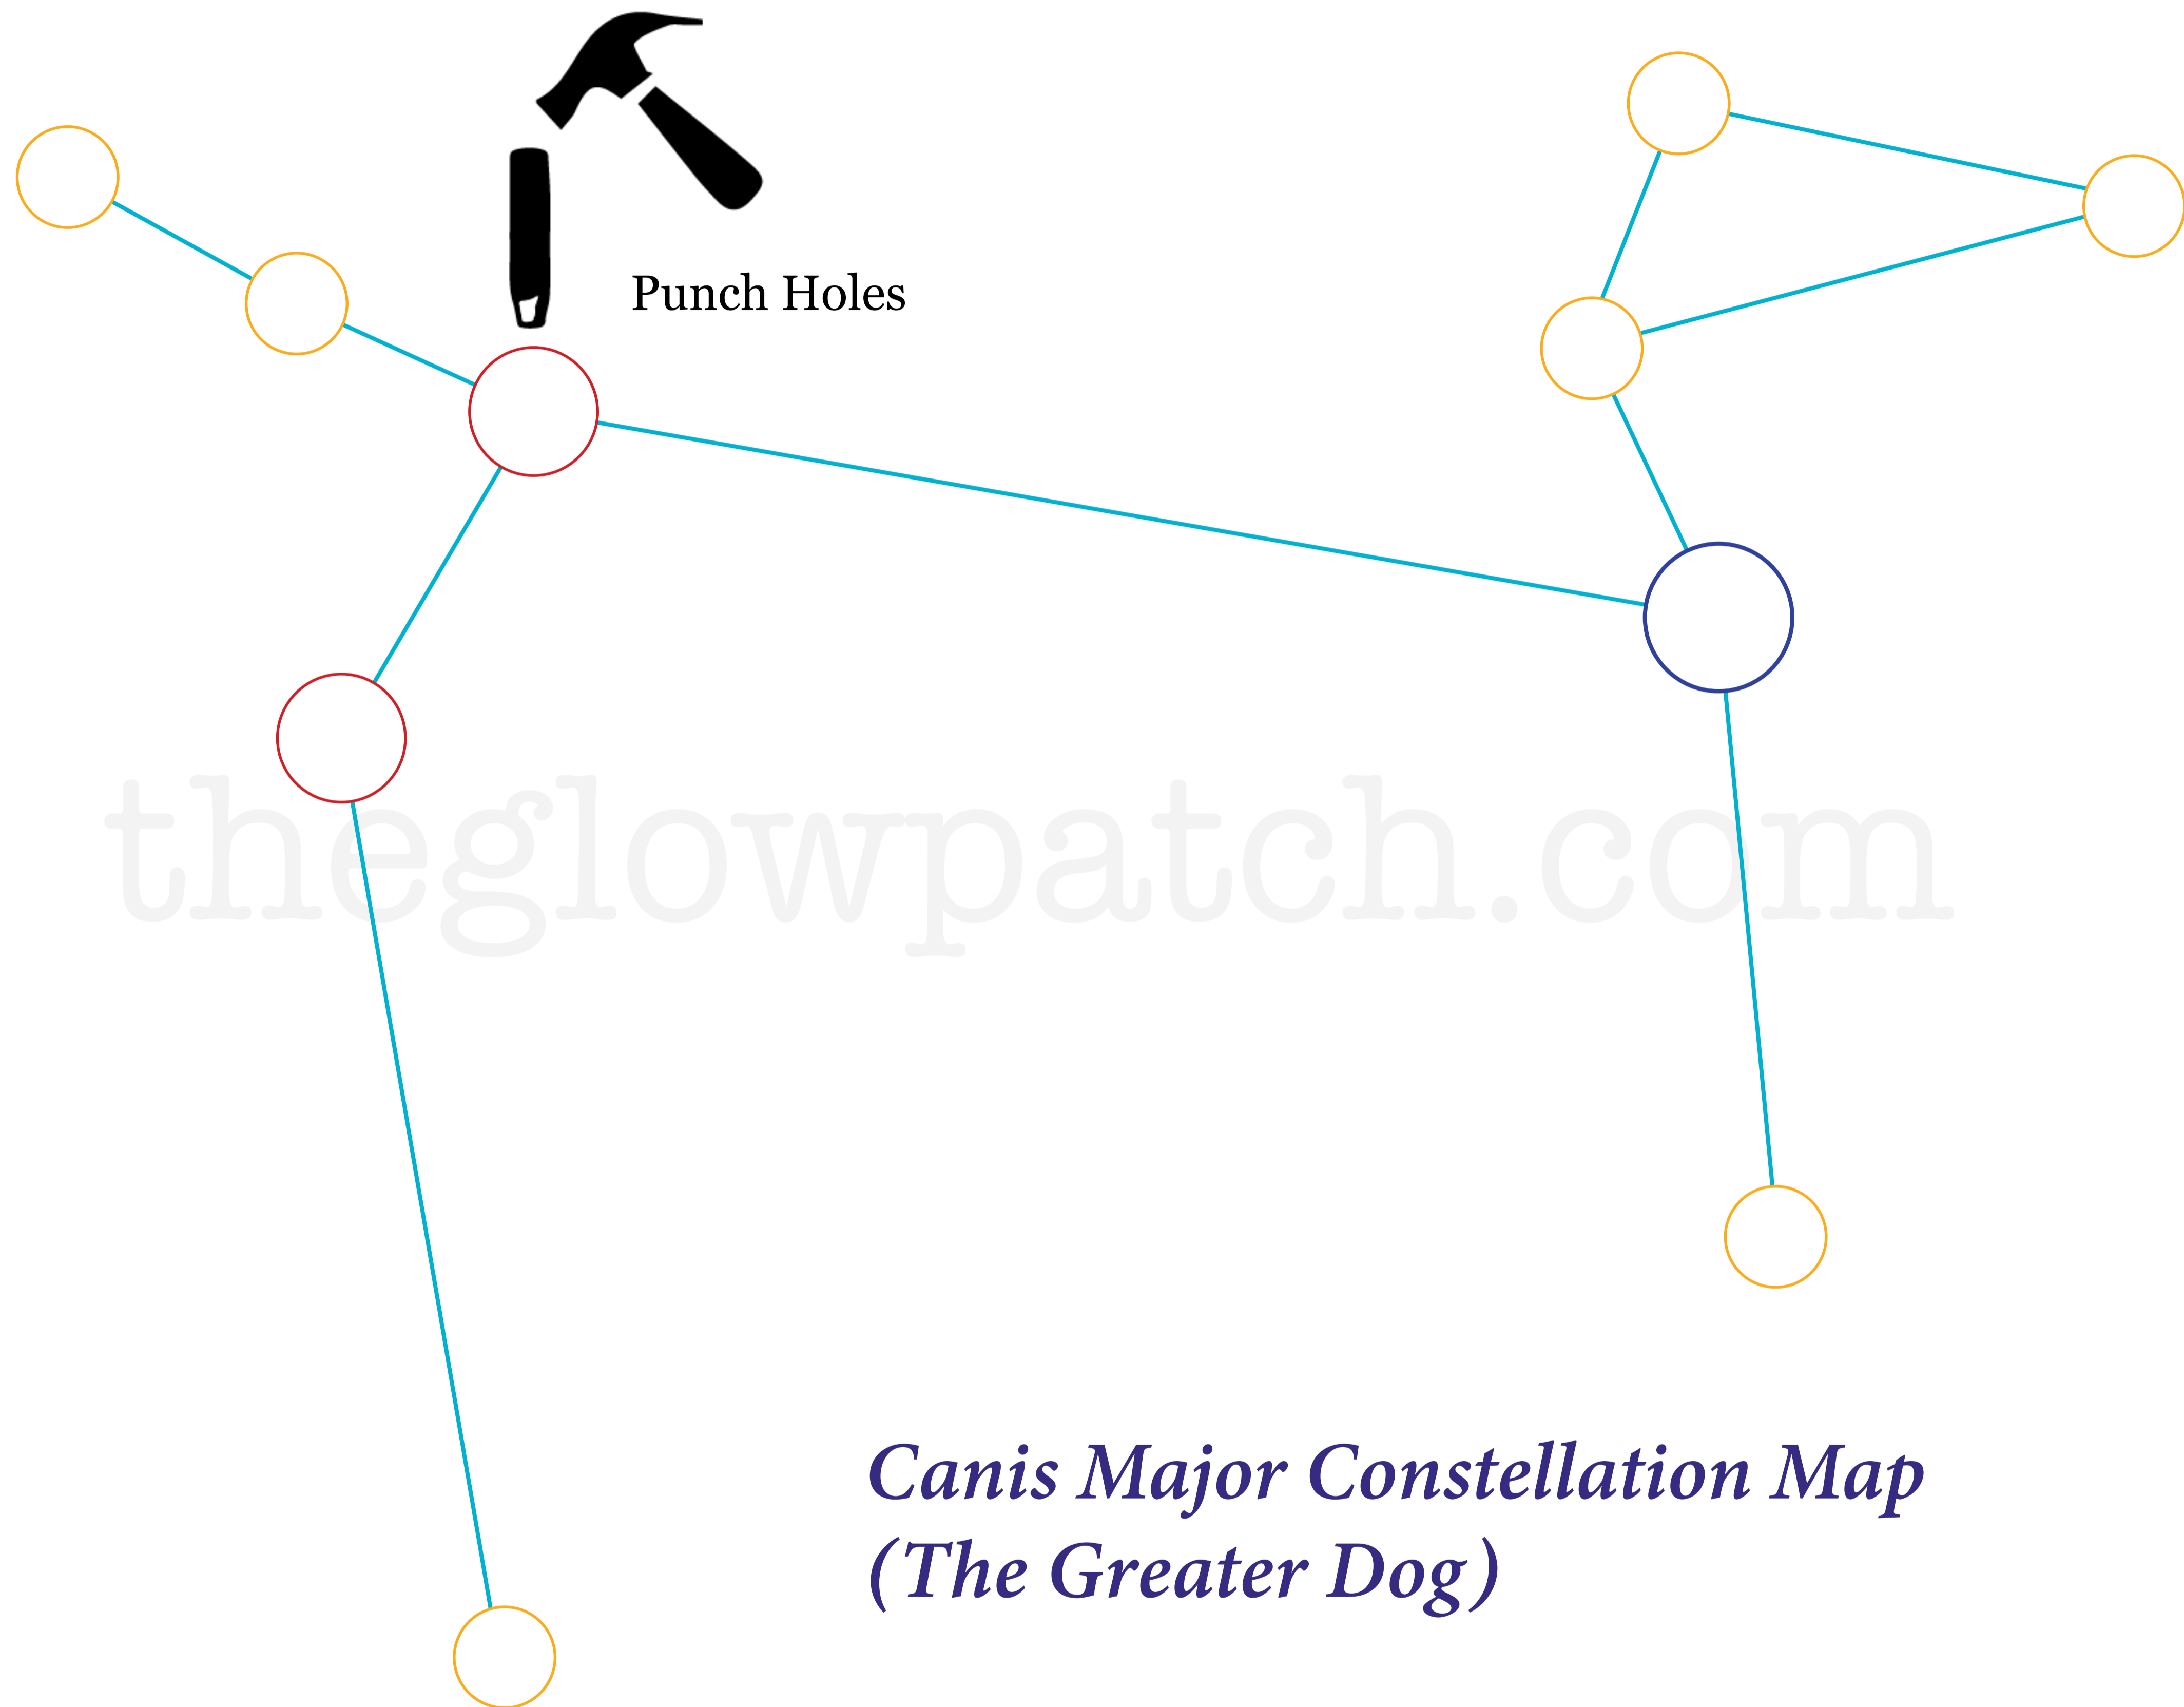 Punch Holes
theglowpatch.com
Canis Major Constellation Map
(The Greater Dog)